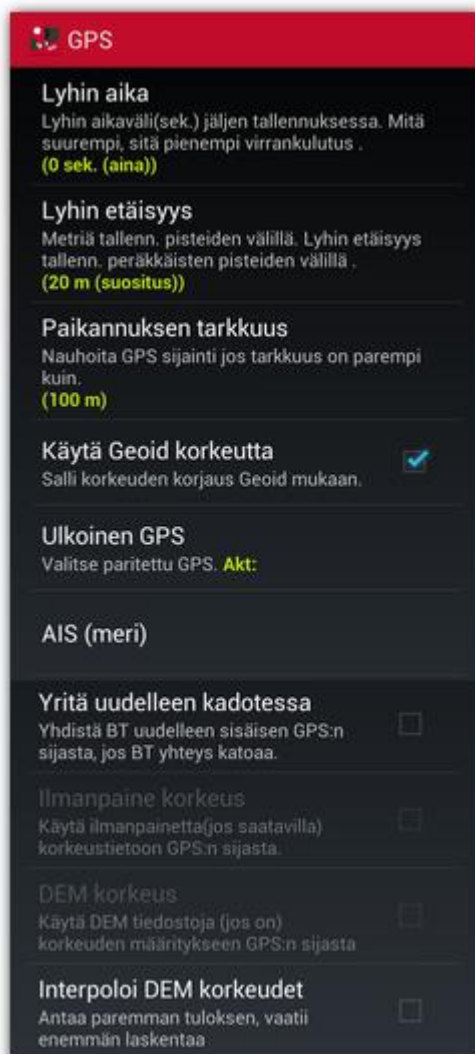 GPS
Lyhin aika
Lyhin aikaväli(sek.) jäljen tallennuksessa. Mitä
suurempi, sitä pienempi virrankulutus .
(0 sek. (aina))
Lyhin etäisyys
Metriä tallenn. pisteiden välillä. Lyhin etäisyys
tallenn. peräkkäisten pisteiden välillä .
(20 m (suositus))
Paikannuksen tarkkuus
Nauhoita GPS sijainti jos tarkkuus on parempi
kuin.
(100 m)
Käytä Geoid korkeutta
Salli korkeuden korjaus Geoid mukaan.
Ulkoinen GPS
Valitse paritettu GPS. Akt:
AIS (meri)
Yritä uudelleen kadotessa
Yhdistä BT uudelleen sisäisen GPS:n
sijasta, jos BT yhteys katoaa.
Ilmanpaine korkeus
Käytä ilmanpainetta(jos saatavilla)
korkeustietoon GPS:n sijasta.
DEM korkeus
Käytä DEM tiedostoja (jos on)
korkeuden määritykseen GPS:n sijasta
Interpoloi DEM korkeudet
Antaa paremman tuloksen, vaatii
enemmän laskentaa